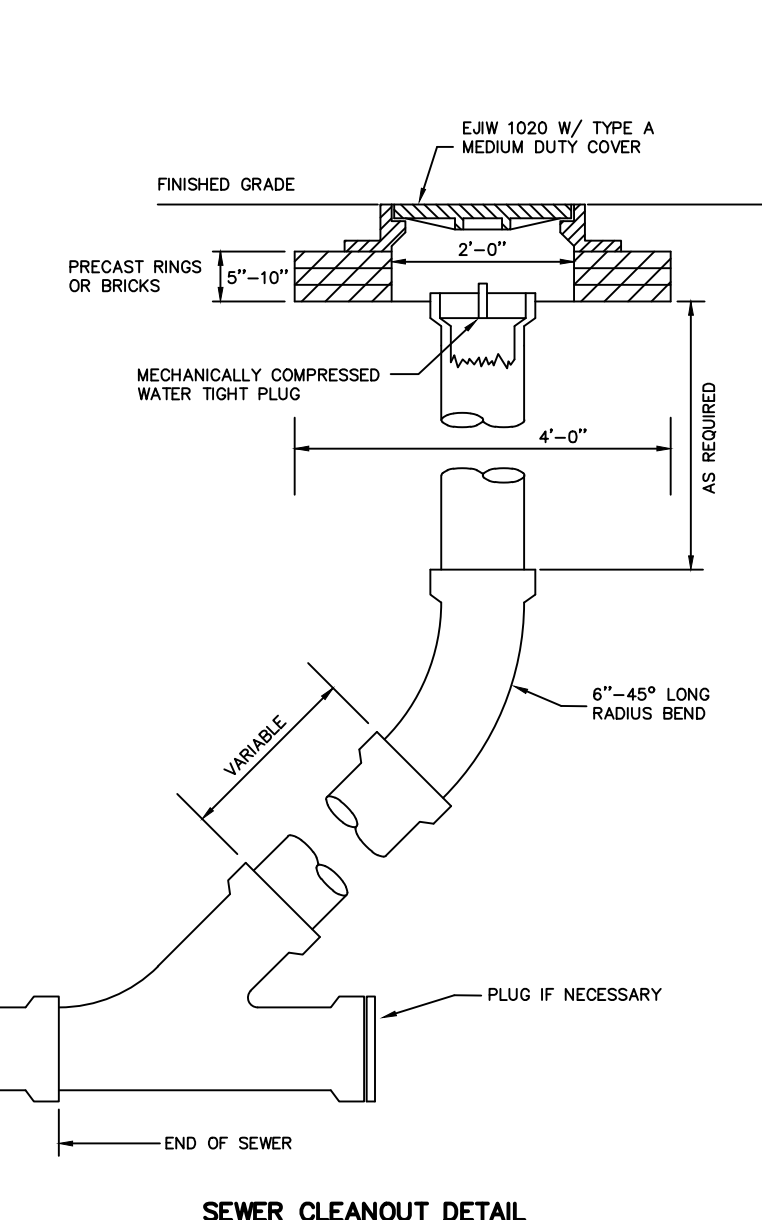 EJIW 1020 W/ TYPE A
MEDIUM DUTY COVER
FINISHED GRADE
2'-0"
PRECAST RINGS
OR BRICKS
5"-10"
MECHANICALLY COMPRESSED
WATER TIGHT PLUG
4'-0"
AS REQUIRED
6"-45° LONG
RADIUS BEND
VARIABLE
PLUG IF NECESSARY
END OF SEWER
SEWER CLEANOUT DETAIL